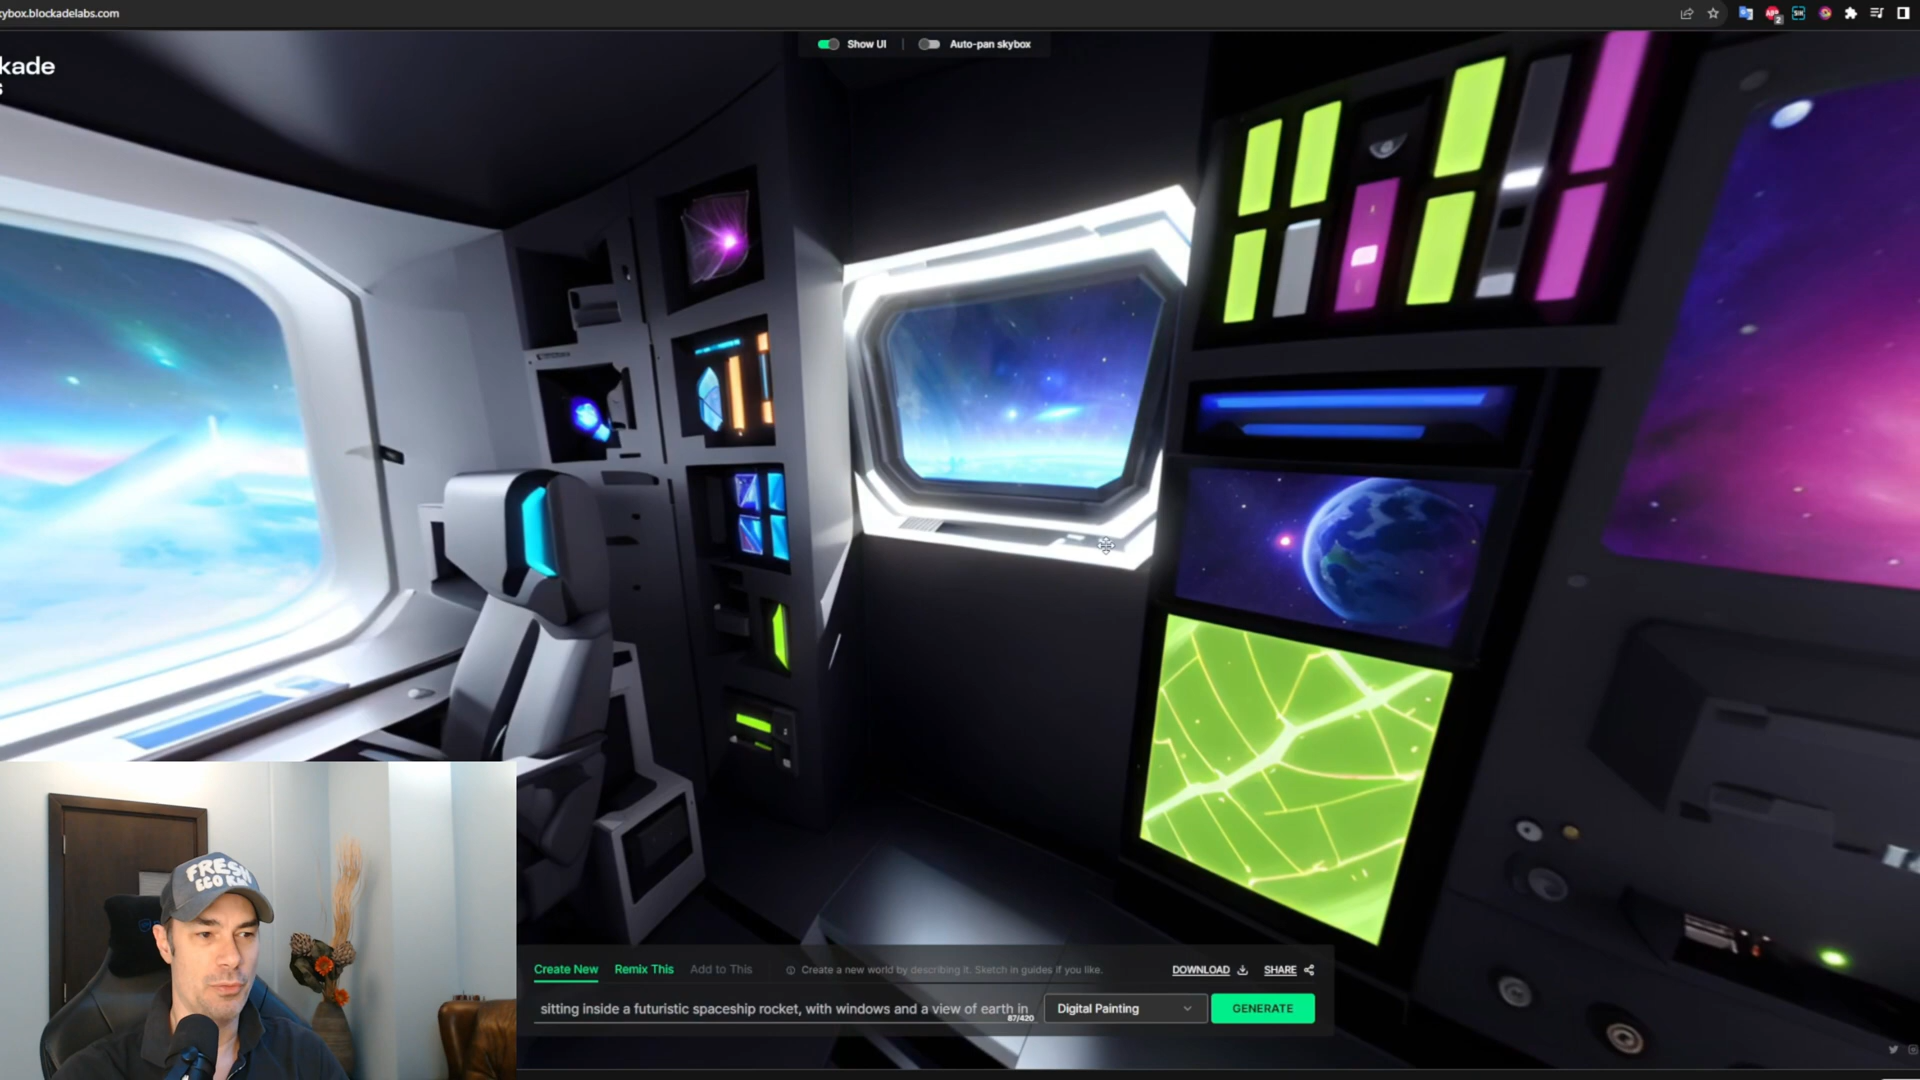 ybox.blockadelabs.com
Show UI
Auto-pan skybox
kade
s
FRESH
EGO
Create New
Remix This
Add to This
Create a new world by describing it. Sketch in guides if you like.
DOWNLOAD
SHARE
sitting inside a futuristic spaceship rocket, with windows and a view of earth in
87/420
Digital Painting
GENERATE